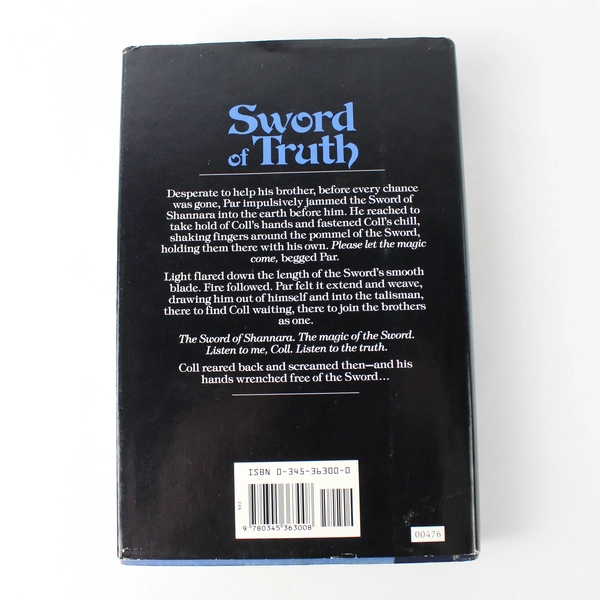 Sword
of Truth
Desperate to help his brother, before every chance
was gone, Par impulsively jammed the Sword of
Shannara into the earth before him. He reached to
take hold of Coll's hands and fastened Coll's chill,
shaking fingers around the pommel of the Sword,
holding them there with his own. Please let the magic
come, begged Par.
Light flared down the length of the Sword's smooth
blade. Fire followed. Par felt it extend and weave,
drawing him out of himself and into the talisman,
there to find Coll waiting, there to join the brothers
as one.
The Sword of Shannara. The magic of the Sword.
Listen to me, Coll. Listen to the truth.
Coll reared back and screamed then—and his
hands wrenched free of the Sword...
ISBN 0-345-36300-0
9 780345 363008
00476